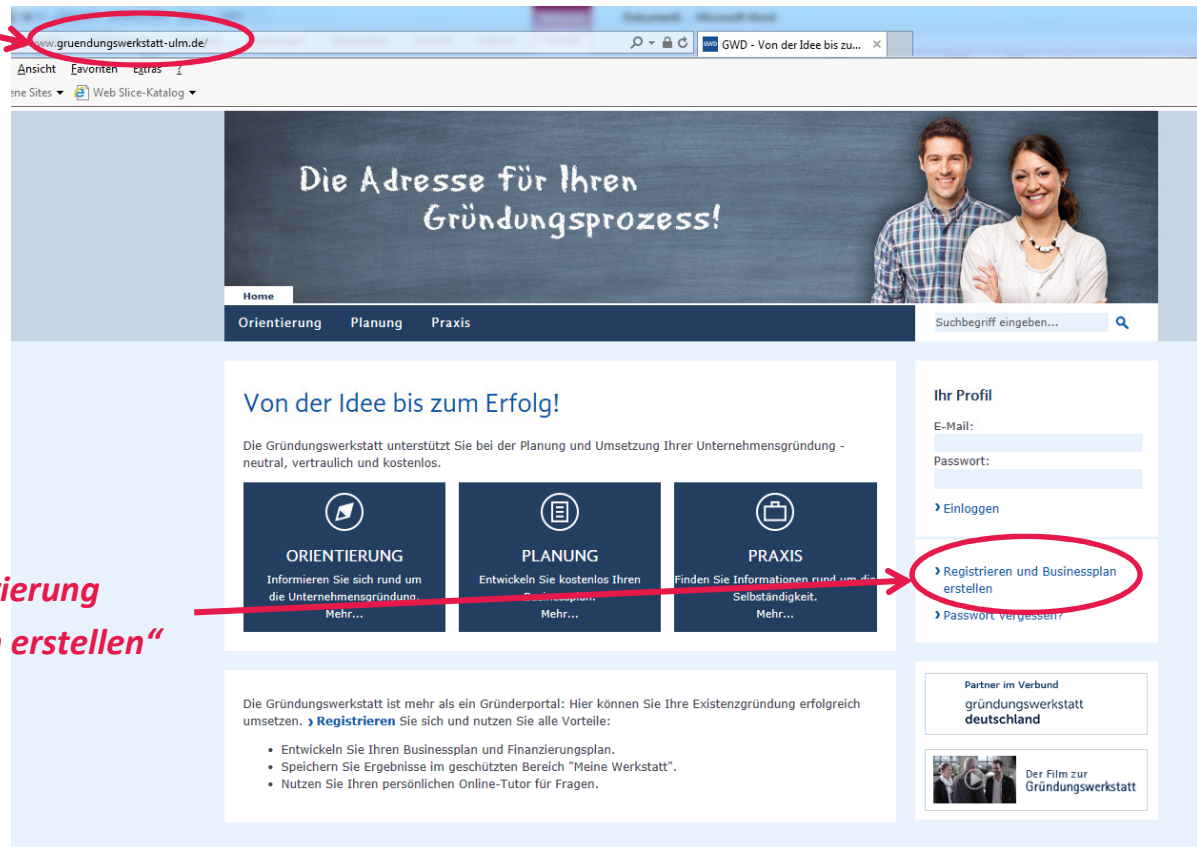 www.gruendungswerkstatt-ulm.de/
GWD - Von der Idee bis zu...
Ansicht Favoriten Extras ?
ene Sites Web Slice-Katalog
Die Adresse für Ihren
Gründungsprozess!
Home
Orientierung Planung Praxis
Suchbegriff eingeben...
Von der Idee bis zum Erfolg!
Die Gründungswerkstatt unterstützt Sie bei der Planung und Umsetzung Ihrer Unternehmensgründung -
neutral, vertraulich und kostenlos.
ORIENTIERUNG
Informieren Sie sich rund um
die Unternehmensgründung.
Mehr...
PLANUNG
Entwickeln Sie kostenlos Ihren
Businessplan.
Mehr...
PRAXIS
Finden Sie Informationen rund um die
Selbständigkeit.
Mehr...
Ihr Profil
E-Mail:
Passwort:
Einloggen
Registrieren und Businessplan
erstellen
Passwort vergessen?
ierung
erstellen“
Die Gründungswerkstatt ist mehr als ein Gründerportal: Hier können Sie Ihre Existenzgründung erfolgreich
umsetzen. Registrieren Sie sich und nutzen Sie alle Vorteile:
• Entwickeln Sie Ihren Businessplan und Finanzierungsplan.
• Speichern Sie Ergebnisse im geschützten Bereich "Meine Werkstatt".
• Nutzen Sie Ihren persönlichen Online-Tutor für Fragen.
Partner im Verbund
gründungswerkstatt
deutschland
Der Film zur
Gründungswerkstatt